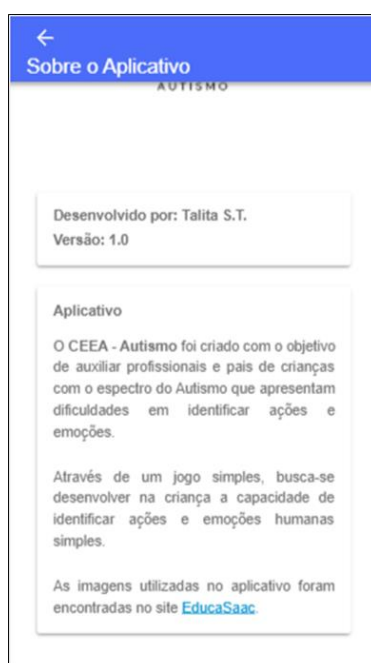 Sobre o Aplicativo
AUTISMO
Desenvolvido por: Talita S.T.
Versão: 1.0
Aplicativo
O CEEA - Autismo foi criado com o objetivo
de auxiliar profissionais e pais de crianças
com o espectro do Autismo que apresentam
dificuldades em identificar ações e
emoções.
Através de um jogo simples, busca-se
desenvolver na criança a capacidade de
identificar ações e emoções humanas
simples.
As imagens utilizadas no aplicativo foram
encontradas no site EducaSaac.